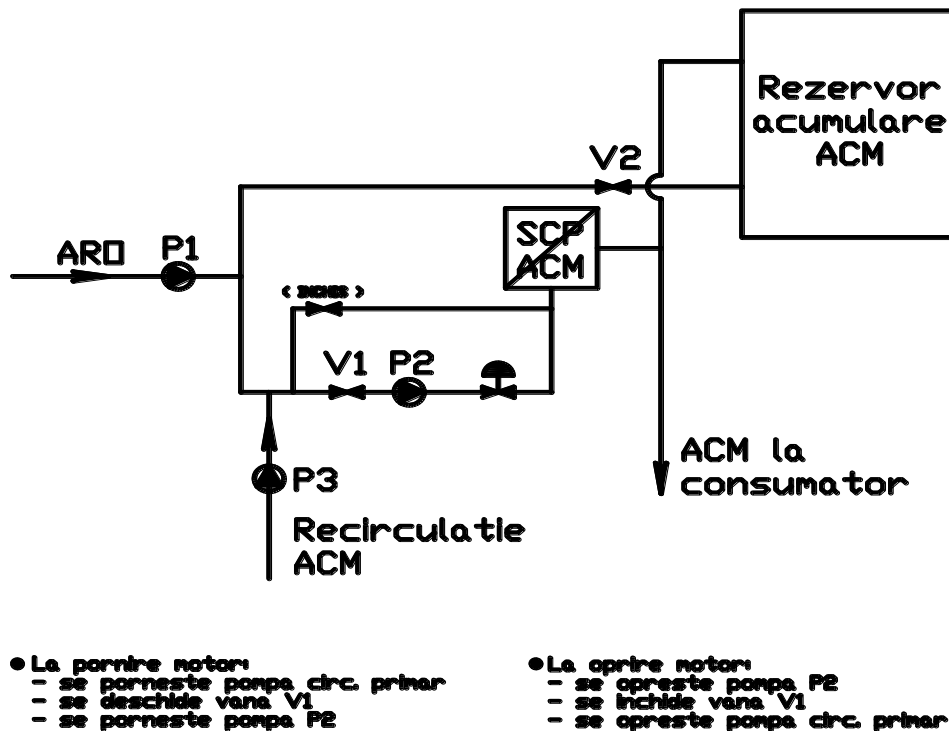 Rezervor
acumulare
ACM
V2
SCP
ACM
ARO
P1
< INCHIS >
V1
P2
ACM la
consumator
P3
Recirculatie
ACM
La pornire motor:
- se porneste pompa circ. primar
- se deschide vana V1
- se porneste pompa P2
La oprire motor:
- se opreste pompa P2
- se inchide vana V1
- se opreste pompa circ. primar